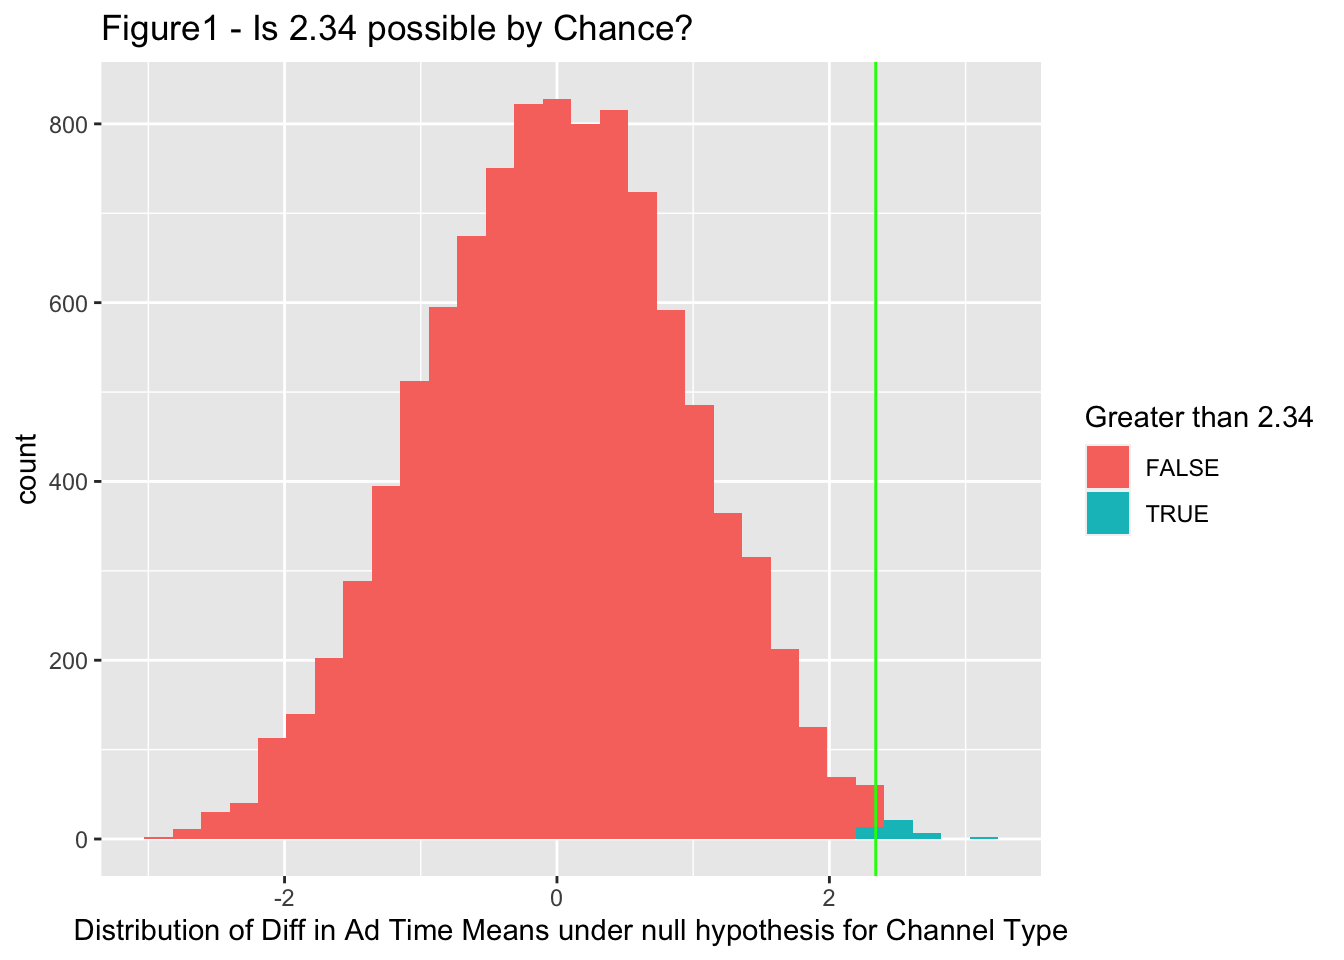 Figure1 - Is 2.34 possible by Chance?
800
600
400
200
0
count
-2
0
2
Distribution of Diff in Ad Time Means under null hypothesis for Channel Type
Greater than 2.34
FALSE
TRUE